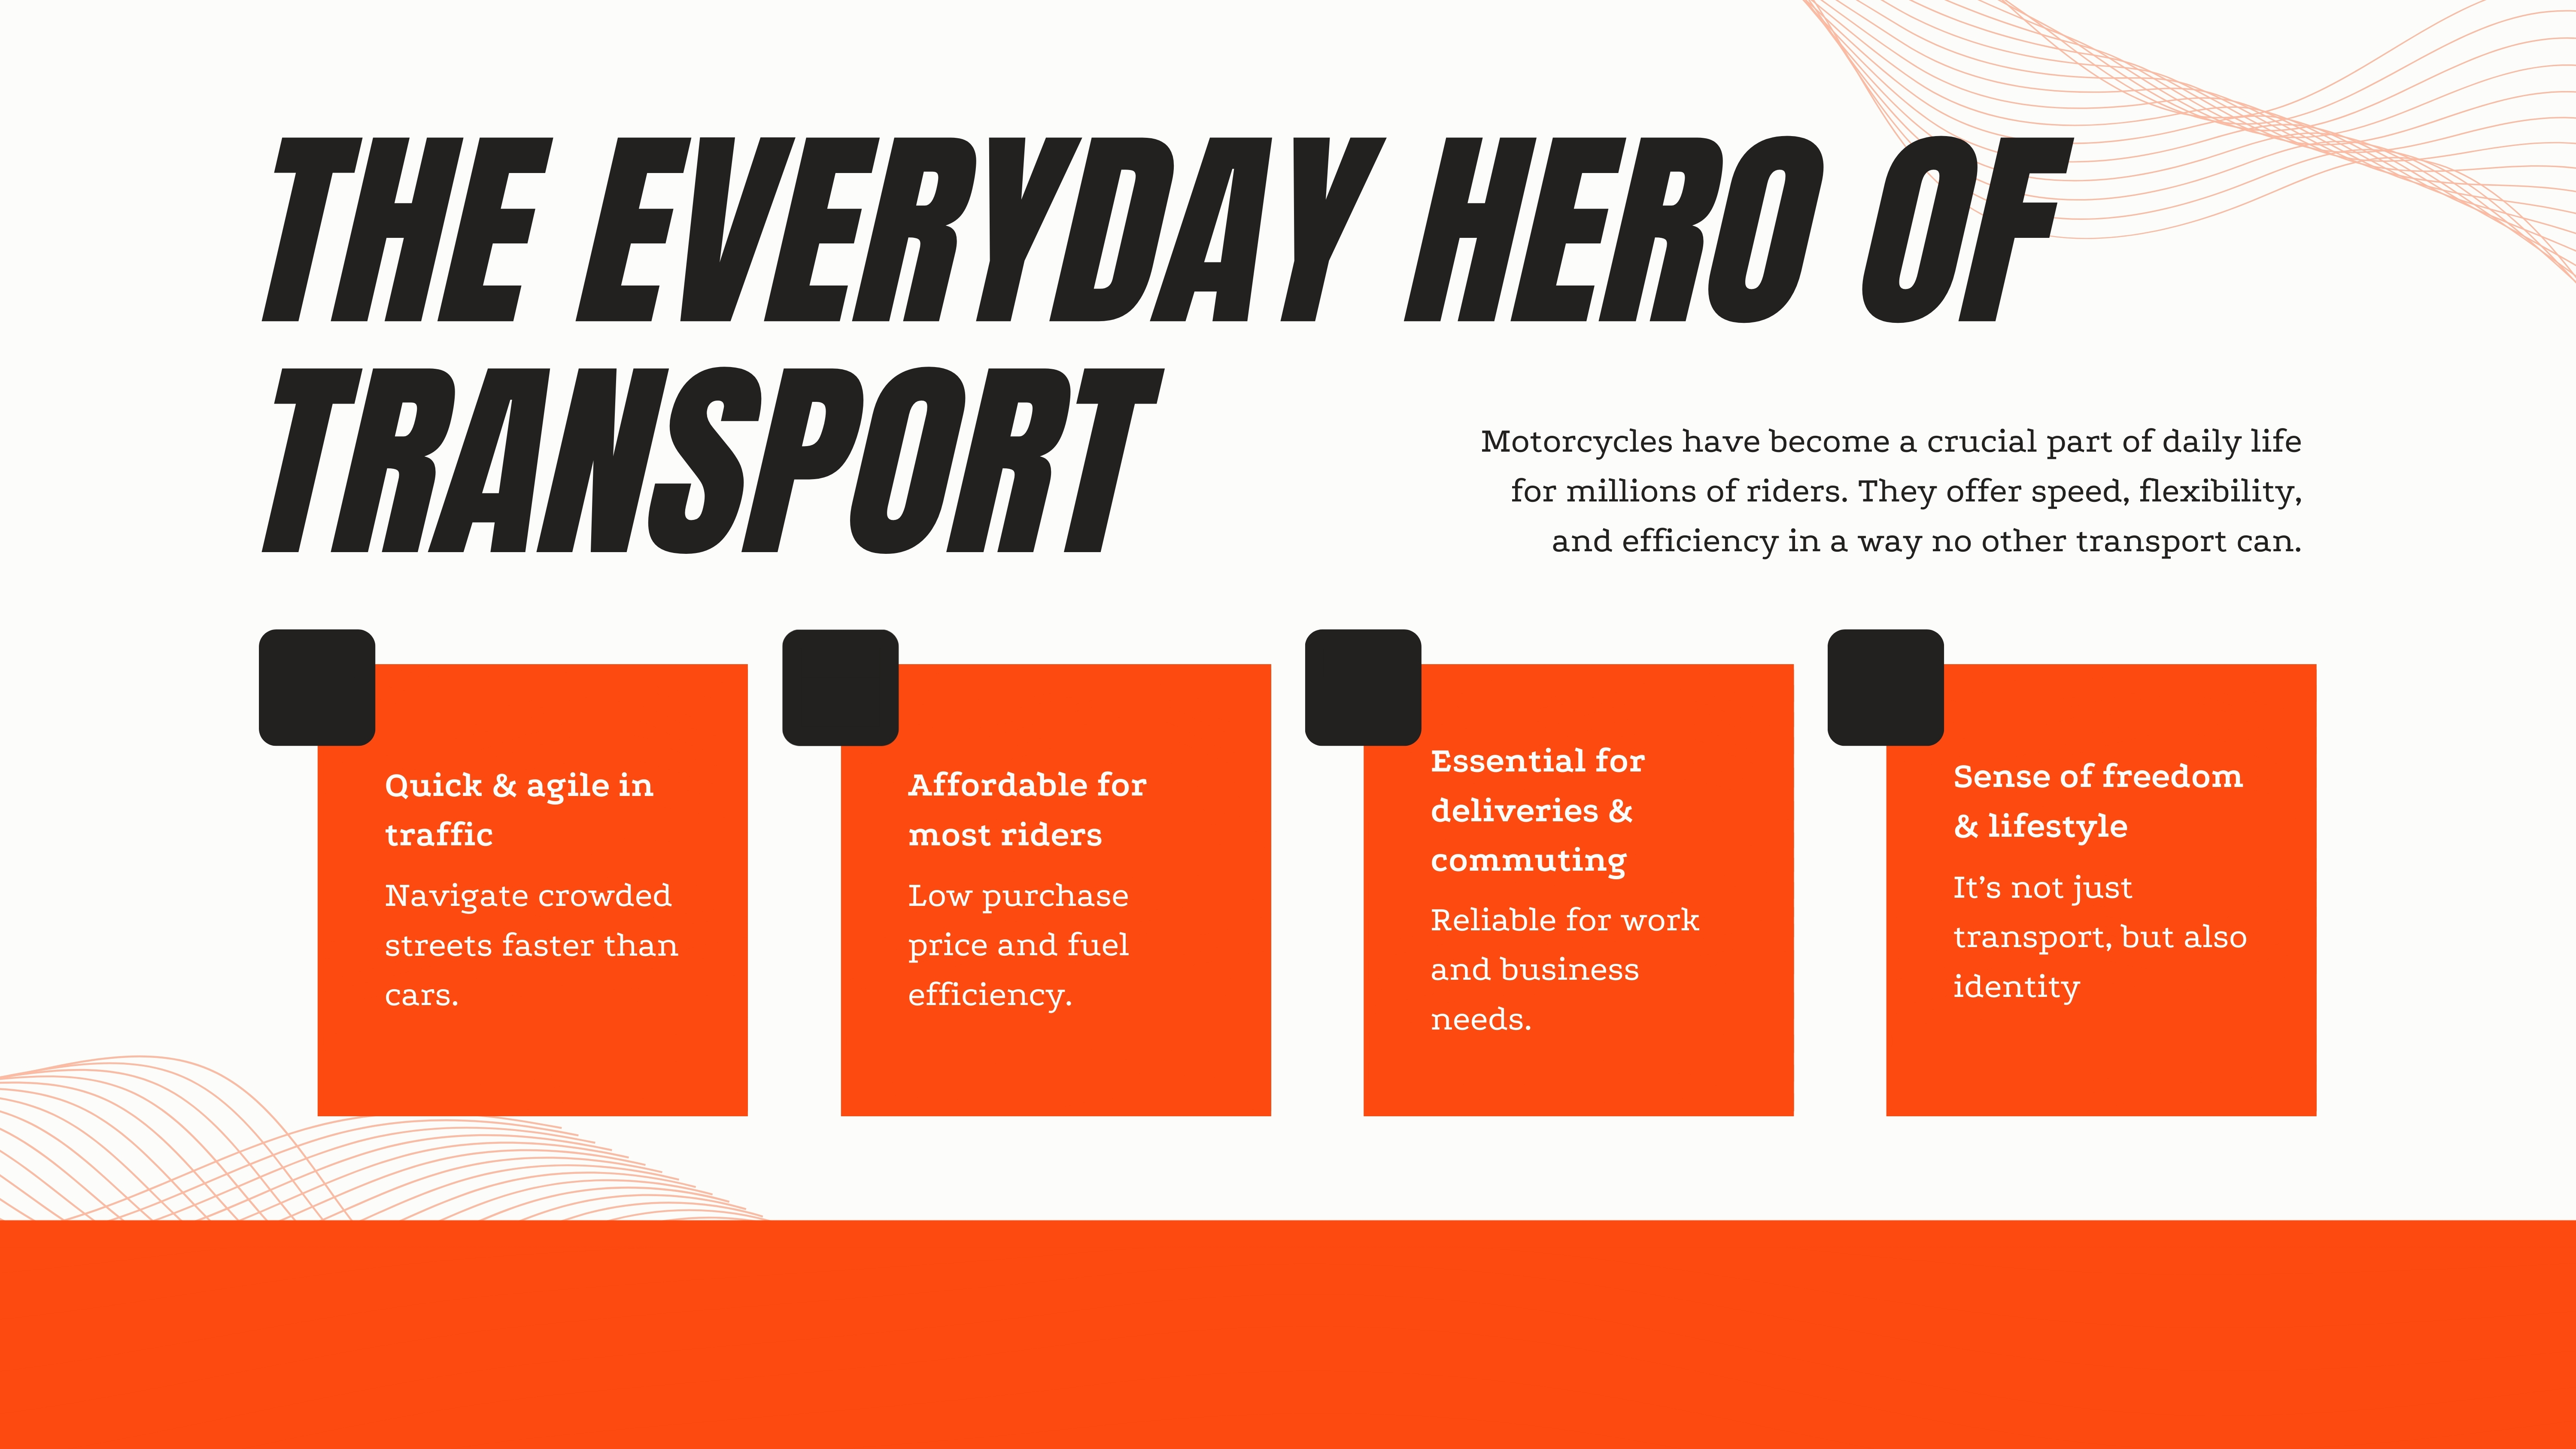 THE EVERYDAY HERO OF
TRANSPORT
Motorcycles have become a crucial part of daily life
for millions of riders. They offer speed, flexibility,
and efficiency in a way no other transport can.
Quick & agile in
traffic
Navigate crowded
streets faster than
cars.
Affordable for
most riders
Low purchase
price and fuel
efficiency.
Essential for
deliveries &
commuting
Reliable for work
and business
needs.
Sense of freedom
& lifestyle
It’s not just
transport, but also
identity